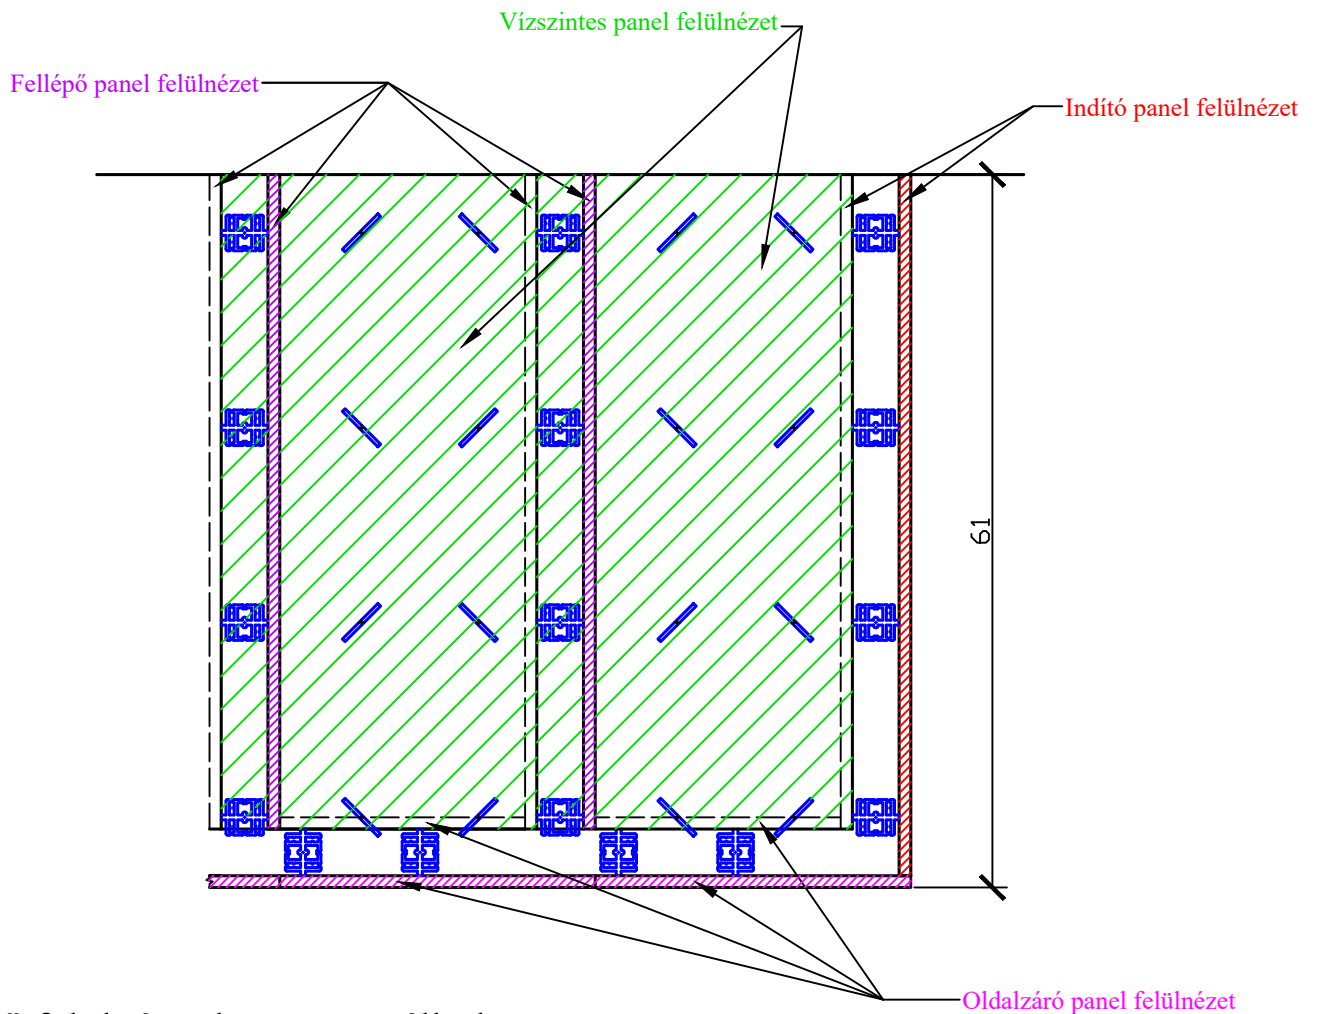 Vízszintes panel felülnézet
Fellépő panel felülnézet
Indító panel felülnézet
61
Oldalzáró panel felülnézet